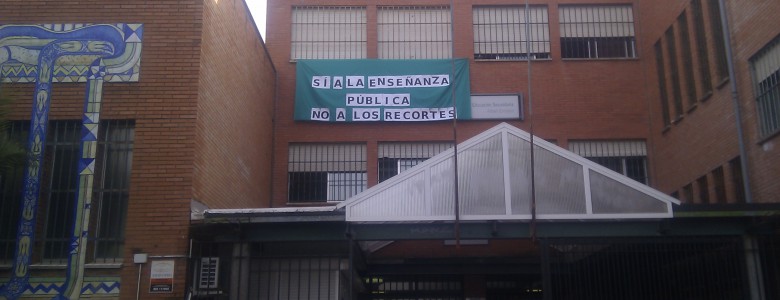 SÍ A LA ENSEÑANZA
PÚBLICA
NO A LOS RECORTES